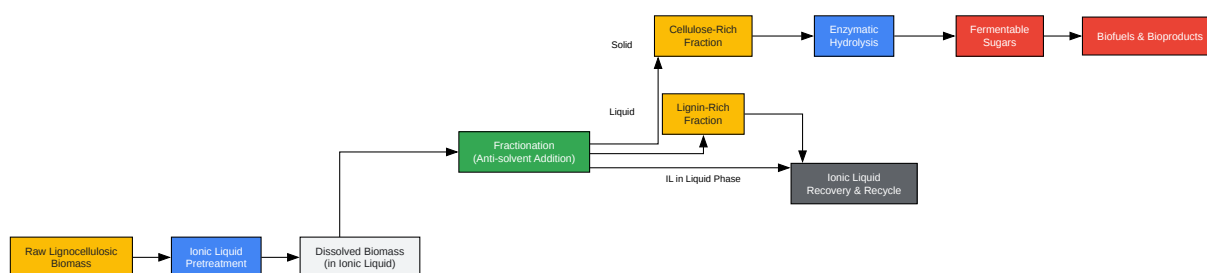 Cellulose-Rich
Fraction
Enzymatic
Hydrolysis
Fermentable
Sugars
Biofuels & Bioproducts
Solid
Liquid
Lignin-Rich
Fraction
Fractionation
(Anti-solvent Addition)
IL in Liquid Phase
Ionic Liquid
Recovery & Recycle
Raw Lignocellulosic
Biomass
Ionic Liquid
Pretreatment
Dissolved Biomass
(in Ionic Liquid)